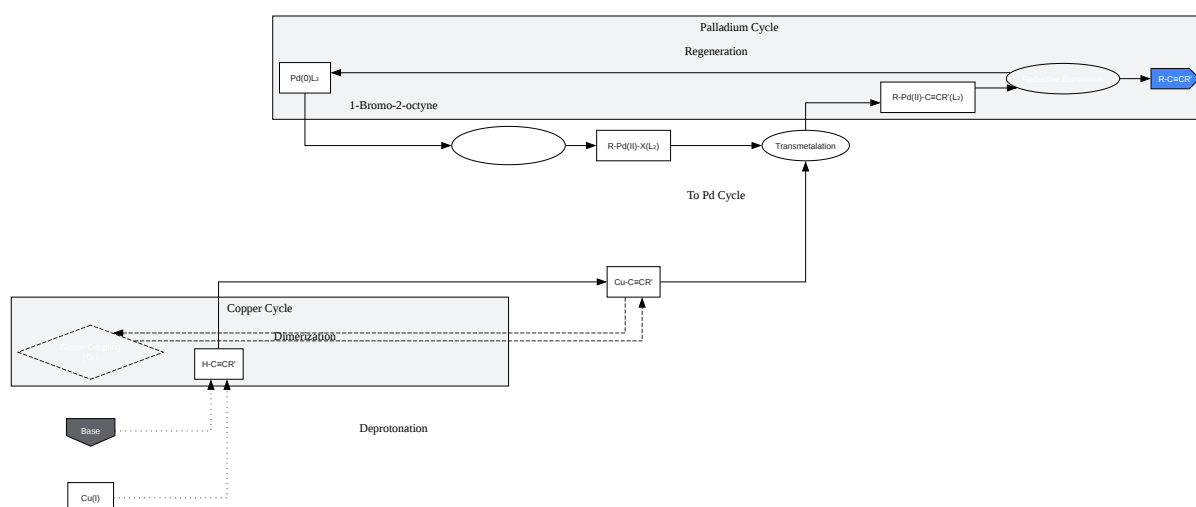 Palladium Cycle
Regeneration
Pd(0)L₂
R-C≡CR'
R-Pd(II)-C≡CR'(L₂)
1-Bromo-2-octyne
R-Pd(II)-X(L₂)
Transmetalation
To Pd Cycle
Cu-C≡CR'
Copper Cycle
Dimerization
H-C≡CR'
Base
Deprotonation
Cu(I)